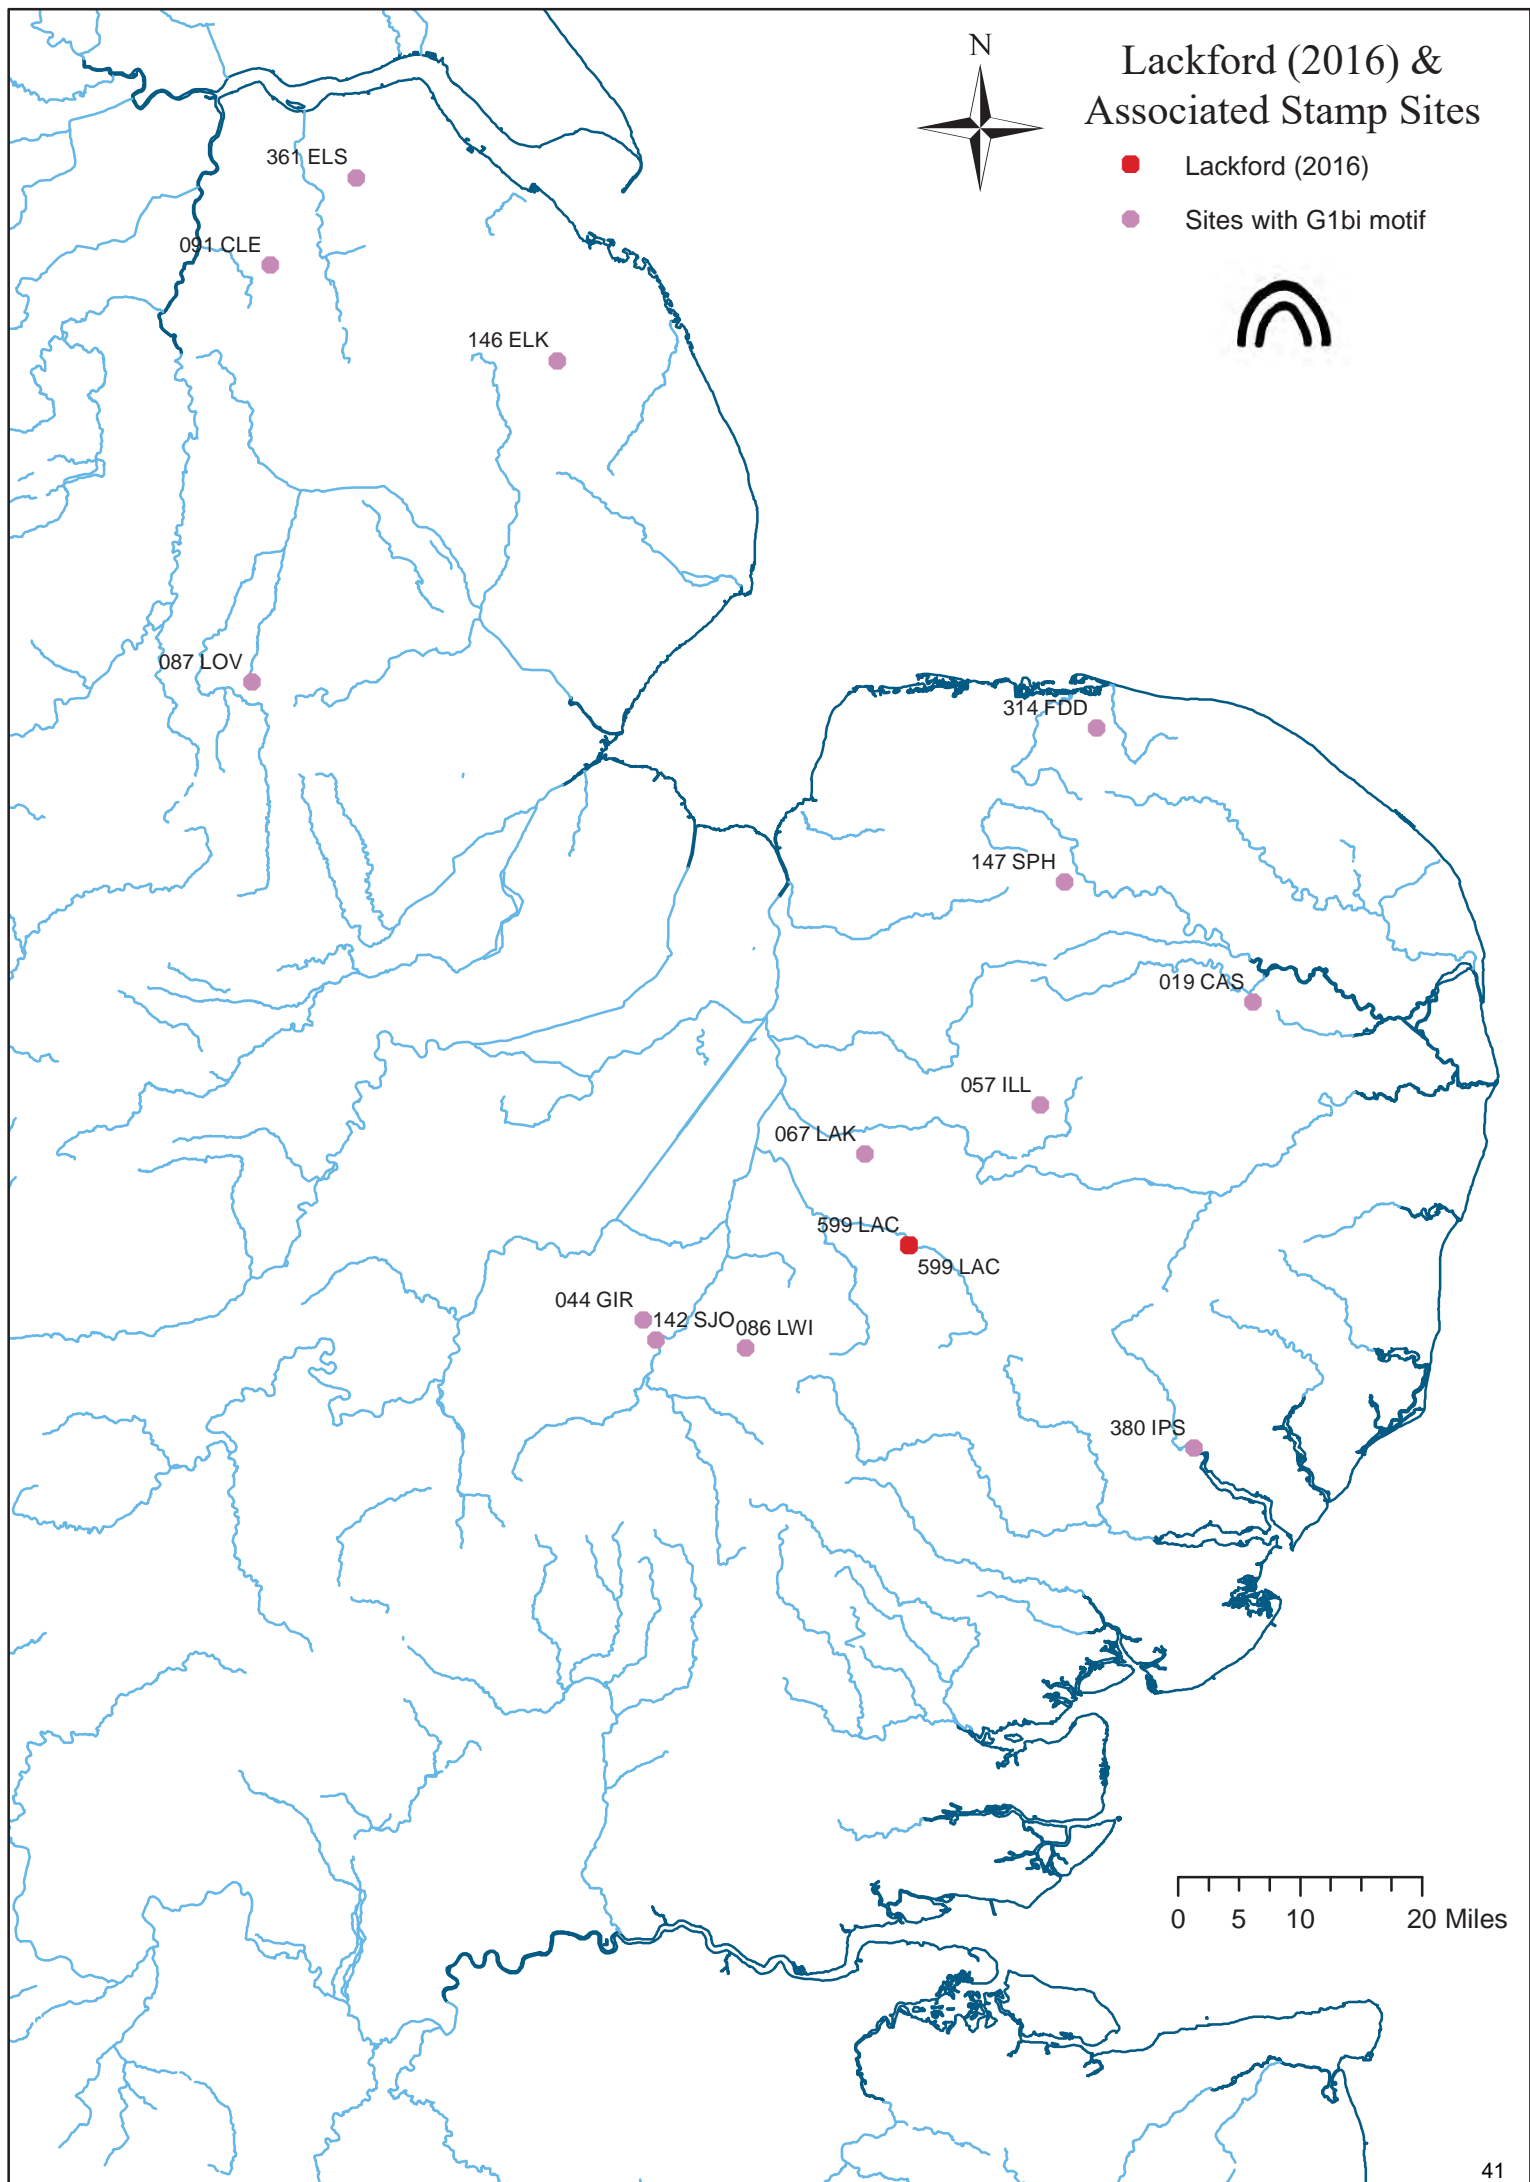 N
Lackford (2016) &
Associated Stamp Sites
Lackford (2016)
Sites with G1bi motif
361 ELS
091 CLE
146 ELK
087 LOV
314 FDD
147 SPH
019 CAS
057 ILL
067 LAK
599 LAC
599 LAC
044 GIR
142 SJO
086 LWI
380 IPS
0 5 10 20 Miles
41